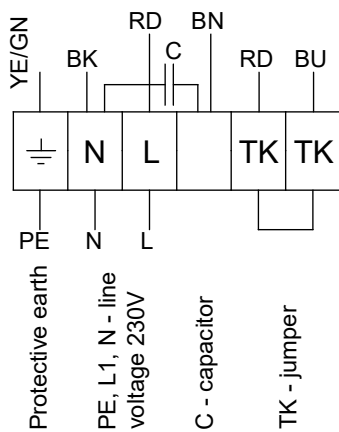 YE/GN
BK
RD
C
BN
RD
BU
N
L
TK
TK
PE
N
L
Protective earth
PE, L1, N - line
voltage 230V
C - capacitor
TK - jumper